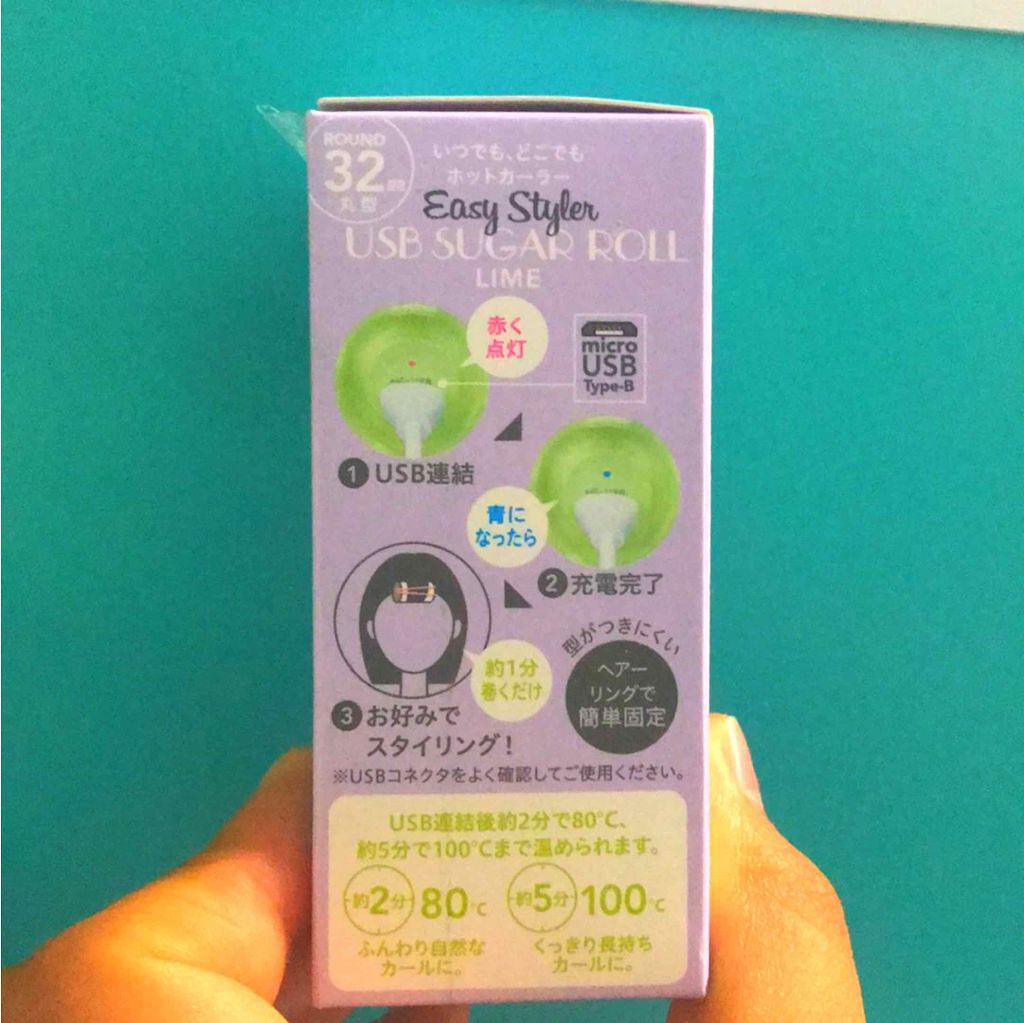 ROUND
32mm
丸型
いつでも、どこでも
ホットカーラー
Easy Styler
USB SUGAR ROLL
LIME
赤く
点灯
micro
USB
Type-B
1 USB連結
青に
なったら
2 充電完了
約1分
巻くだけ
型がつきにくい
ヘアー
リングで
簡単固定
3 お好みで
スタイリング!
※USBコネクタをよく確認してご使用ください。
USB連結後約2分で80℃、
約5分で100℃まで温められます。
約2分 80℃
ふんわり自然な
カールに。
約5分 100℃
くっきり長持ち
カールに。